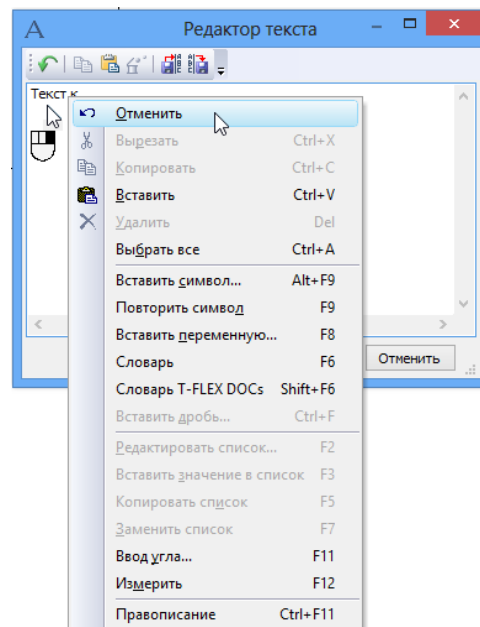 A Редактор текста
Текст к
Отменить
Вырезать Ctrl+X
Копировать Ctrl+C
Вставить Ctrl+V
Удалить Del
Выбрать все Ctrl+A
Вставить символ... Alt+F9
Повторить символ F9
Вставить переменную... F8
Словарь F6
Отменить
Словарь T-FLEX DOCs Shift+F6
Вставить дробь... Ctrl+F
Редактировать список... F2
Вставить значение в список F3
Копировать список F5
Заменить список F7
Ввод угла... F11
Измерить F12
Правописание Ctrl+F11